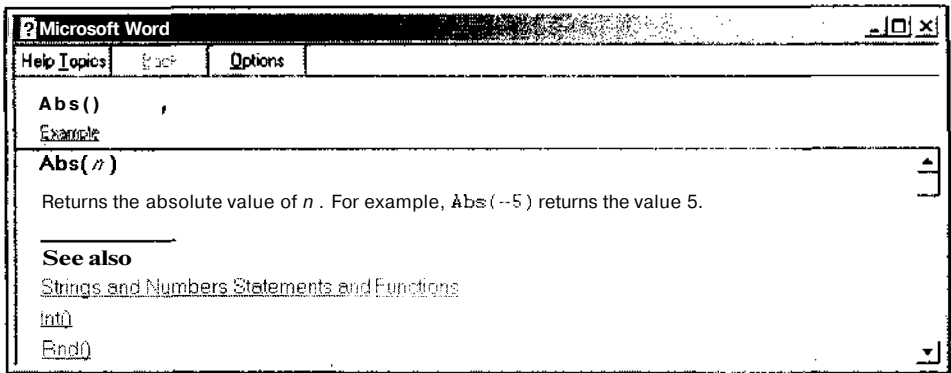 Microsoft Word
Help Topics Back Options
Abs()
Example
Abs(n)
Returns the absolute value of n . For example, Abs(-5) returns the value 5.
See also
Strings and Numbers Statements and Functions
Int()
Rnd()